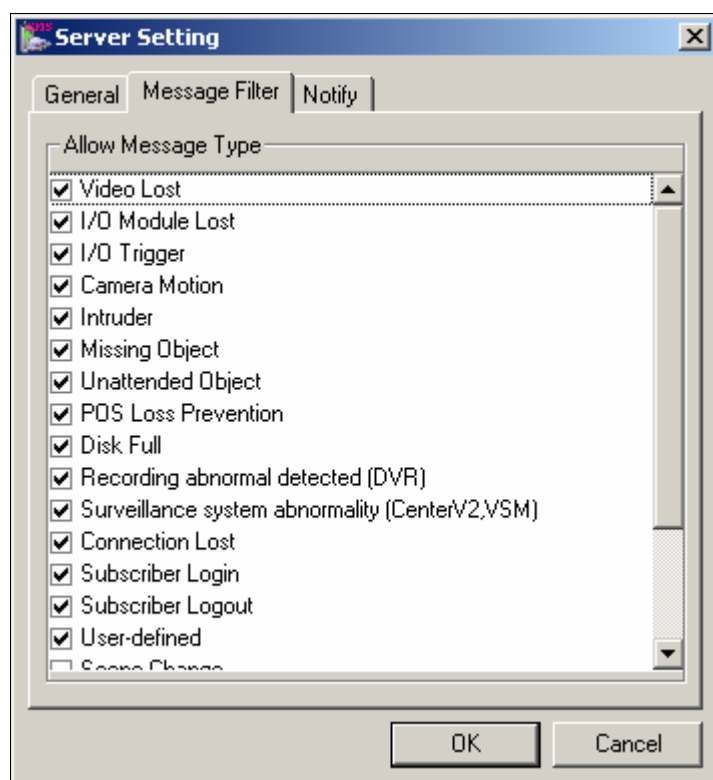 Server Setting
General Message Filter Notify
Allow Message Type
Video Lost
I/O Module Lost
I/O Trigger
Camera Motion
Intruder
Missing Object
Unattended Object
POS Loss Prevention
Disk Full
Recording abnormal detected (DVR)
Surveillance system abnormality (CenterV2,VSM)
Connection Lost
Subscriber Login
Subscriber Logout
User-defined
Scene Change
OK Cancel